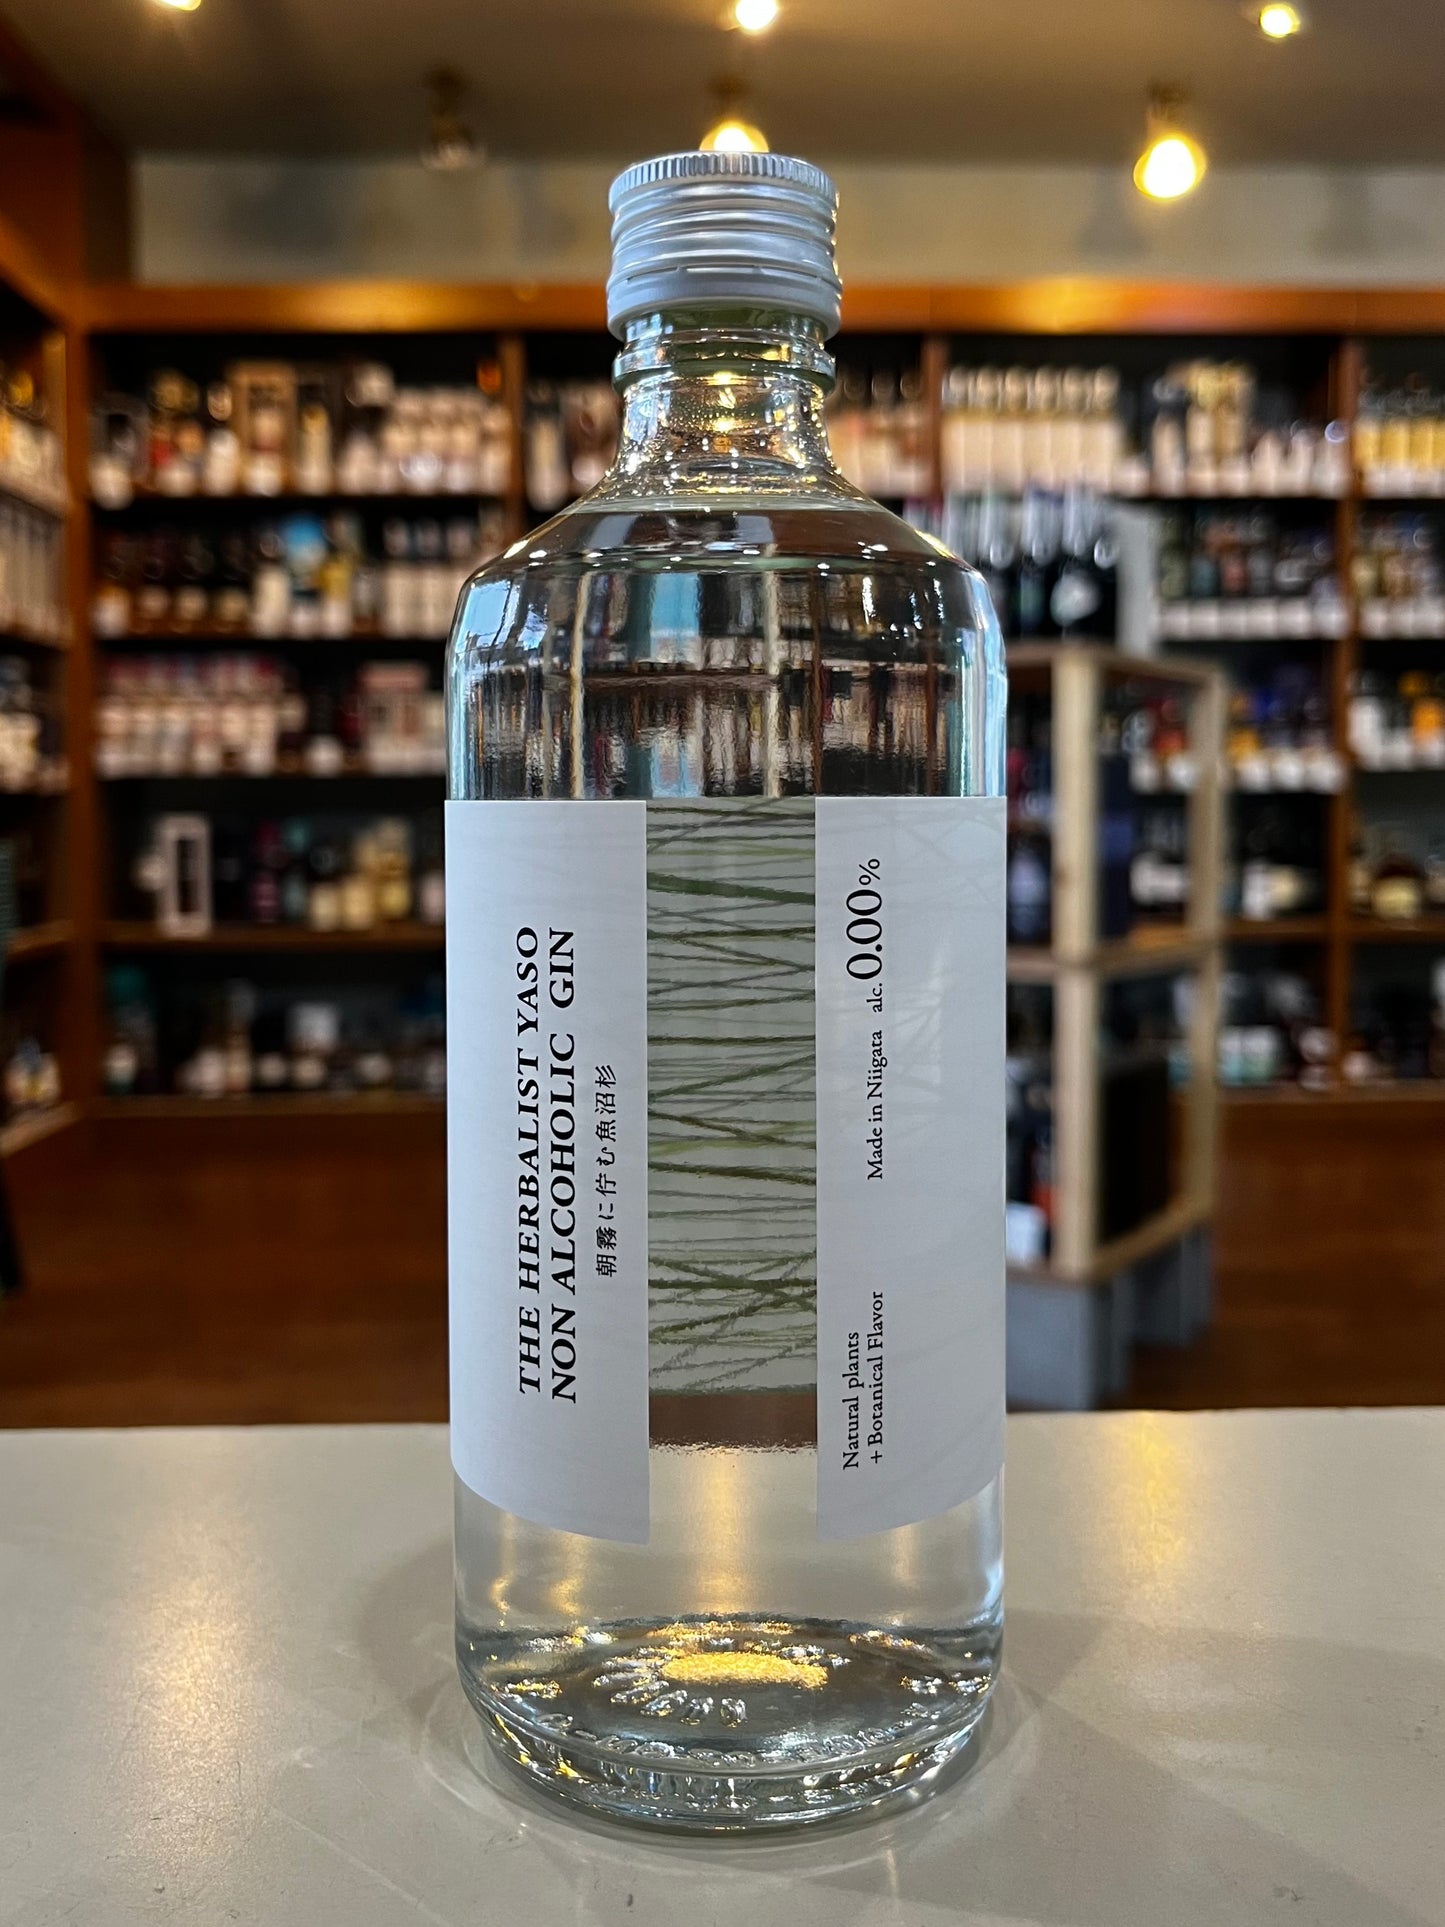 THE HERBALIST YASO
NON ALCOHOLIC GIN
朝霧に佇む魚沼杉
Natural plants
+ Botanical Flavor
Made in Niigata alc. 0.00%